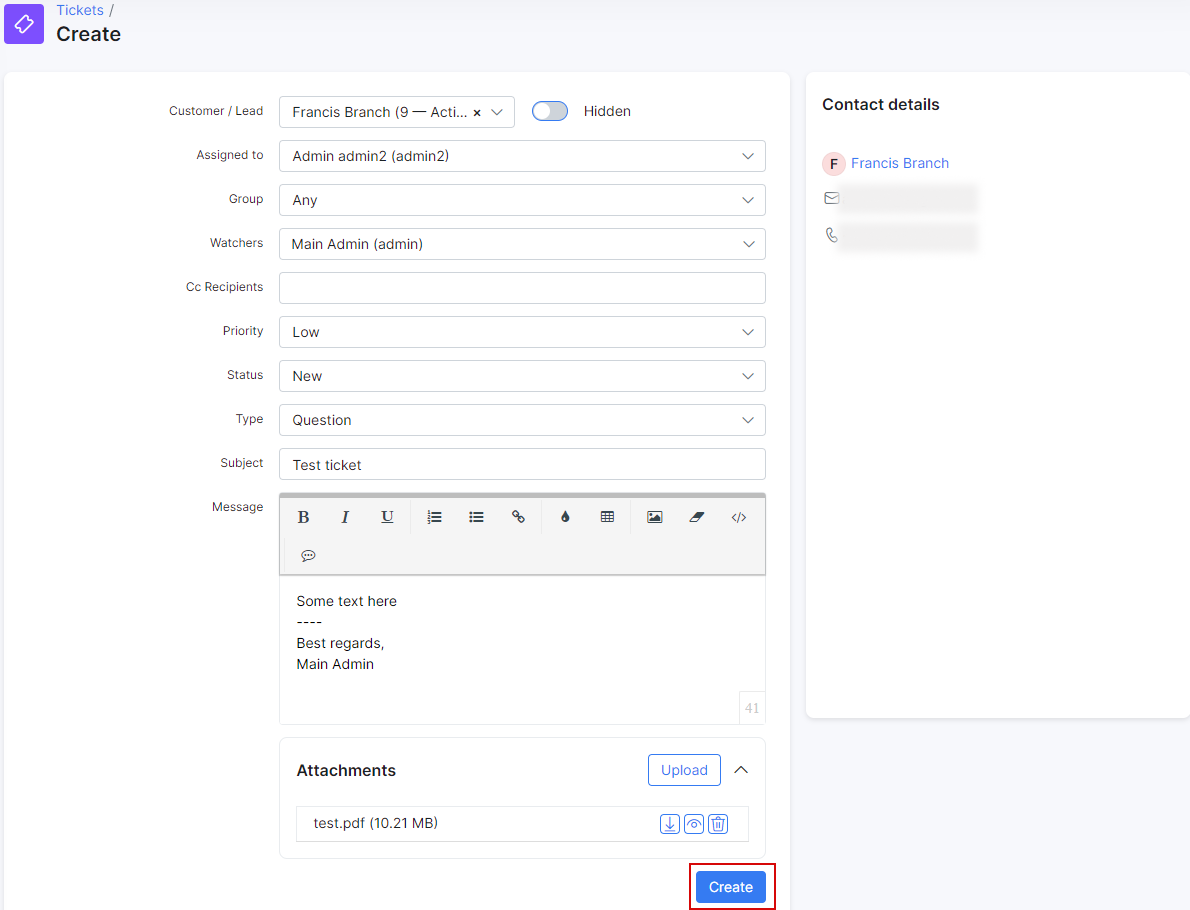 Tickets /
Create
Customer / Lead
Francis Branch (9 — Acti... ×
Hidden
Assigned to
Admin admin2 (admin2)
Group
Any
Watchers
Main Admin (admin)
Cc Recipients
Priority
Low
Status
New
Type
Question
Subject
Test ticket
Message
B I U
Some text here
----
Best regards,
Main Admin
41
Attachments
Upload
test.pdf (10.21 MB)
Create
Contact details
F Francis Branch